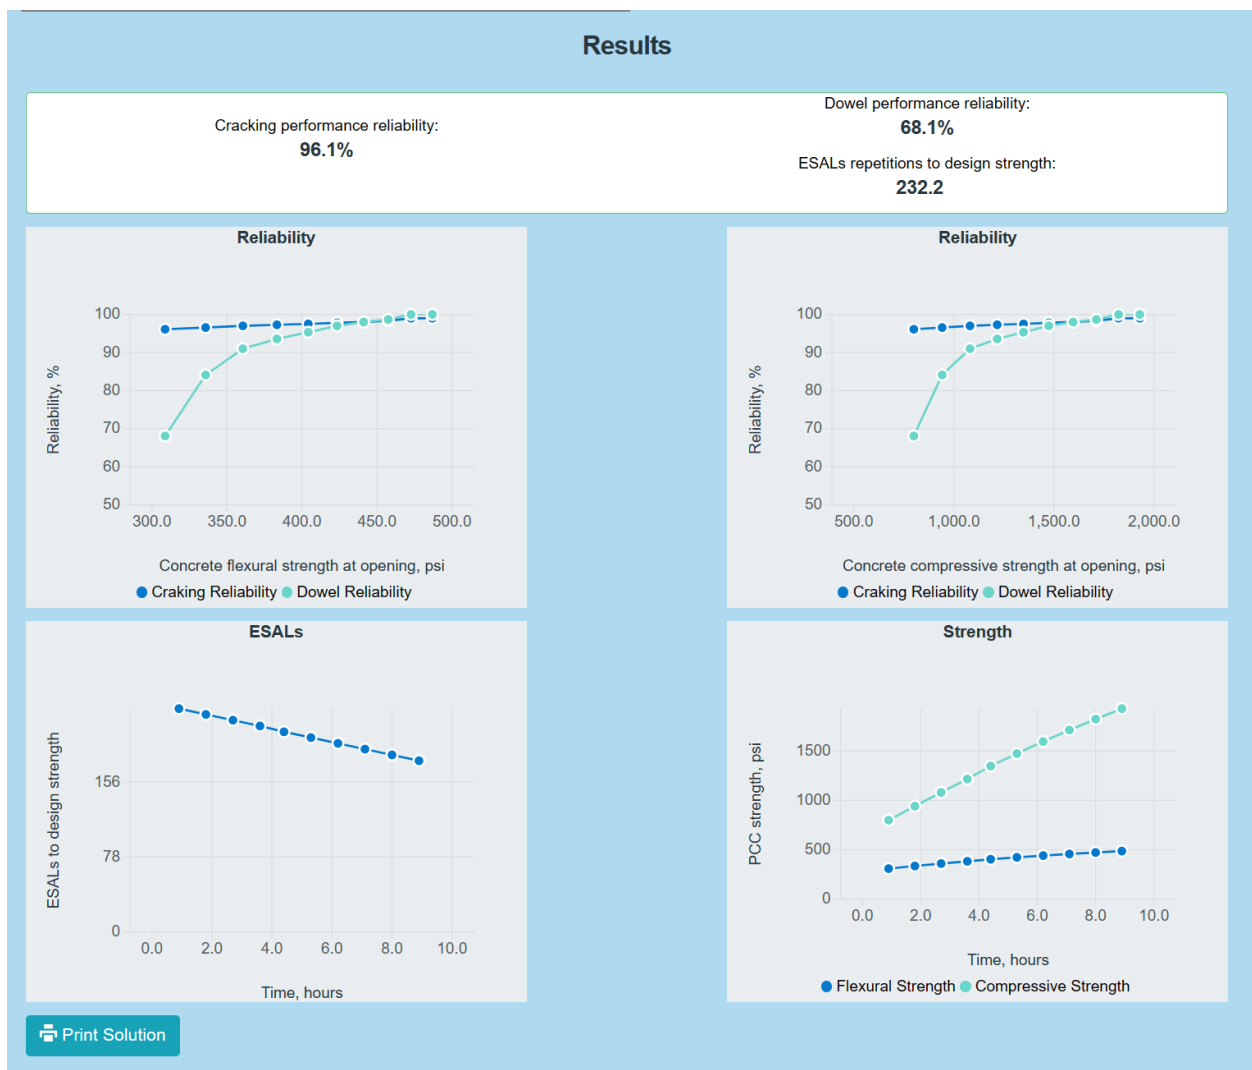 Results
Cracking performance reliability:
96.1%
Dowel performance reliability:
68.1%
ESALs repetitions to design strength:
232.2
Reliability
Reliability, %
100
90
80
70
60
50
300.0 350.0 400.0 450.0 500.0
Concrete flexural strength at opening, psi
Craking Reliability Dowel Reliability
Reliability
Reliability, %
100
90
80
70
60
50
500.0 1,000.0 1,500.0 2,000.0
Concrete compressive strength at opening, psi
Craking Reliability Dowel Reliability
ESALs
ESALs to design strength
156
78
0
0.0 2.0 4.0 6.0 8.0 10.0
Time, hours
Strength
PCC strength, psi
1500
1000
500
0
0.0 2.0 4.0 6.0 8.0 10.0
Time, hours
Flexural Strength Compressive Strength
Print Solution